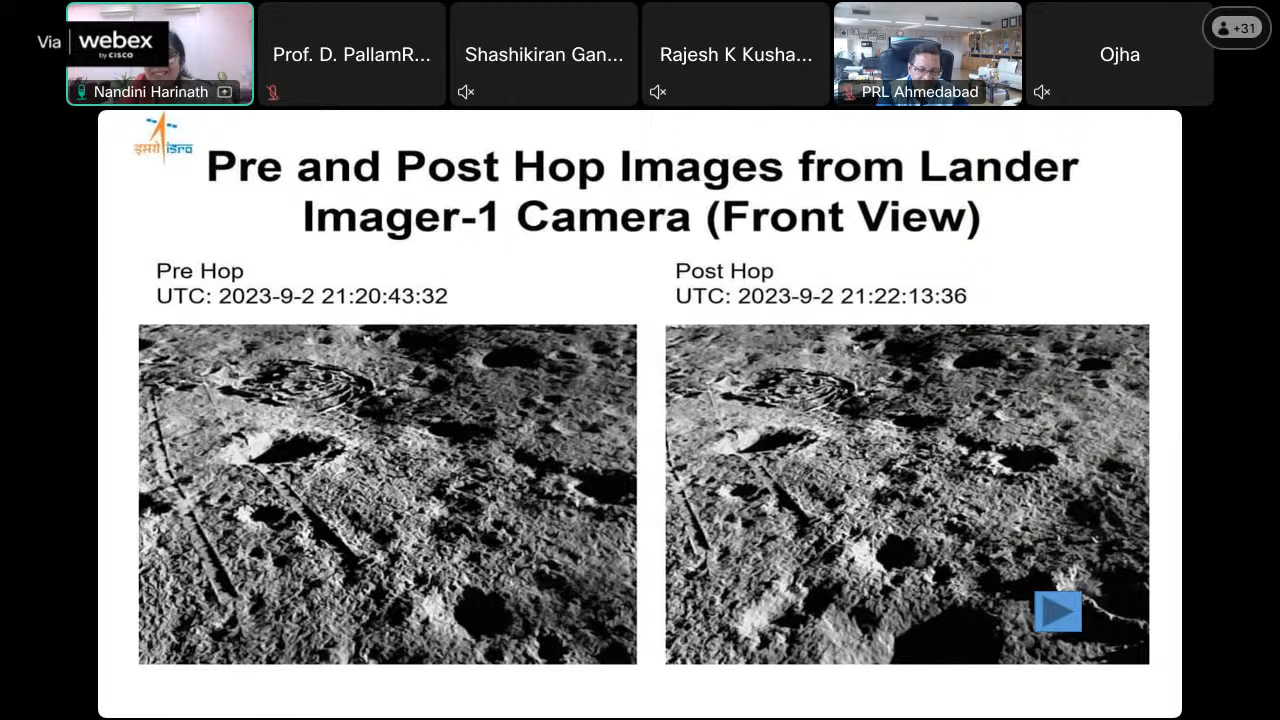 Via webex
by CISCO
Nandini Harinath
Prof. D. PallamR...
Shashikiran Gan...
Rajesh K Kusha...
PRL Ahmedabad
Ojha
+31
इसरो isro
Pre and Post Hop Images from Lander
Imager-1 Camera (Front View)
Pre Hop
UTC: 2023-9-2 21:20:43:32
Post Hop
UTC: 2023-9-2 21:22:13:36